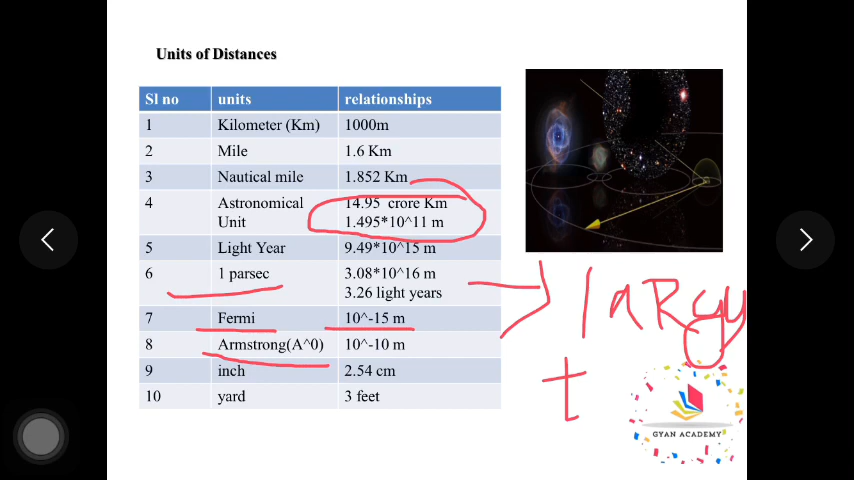 Units of Distances
Sl no units relationships
1 Kilometer (Km) 1000m
2 Mile 1.6 Km
3 Nautical mile 1.852 Km
4 Astronomical Unit 14.95 crore Km
1.495*10^11 m
5 Light Year 9.49*10^15 m
6 1 parsec 3.08*10^16 m
3.26 light years
7 Fermi 10^-15 m
8 Armstrong(A^0) 10^-10 m
9 inch 2.54 cm
10 yard 3 feet
GYAN ACADEMY